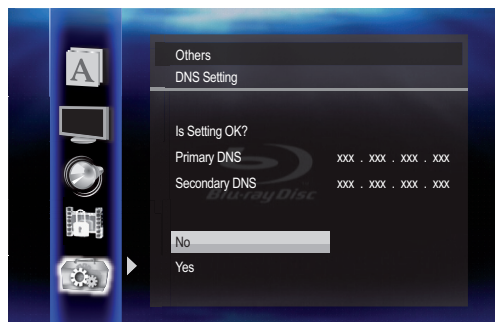 A
Others
DNS Setting
Is Setting OK?
Primary DNS xxx . xxx . xxx . xxx
Secondary DNS xxx . xxx . xxx . xxx
Blu-ray Disc
No
Yes